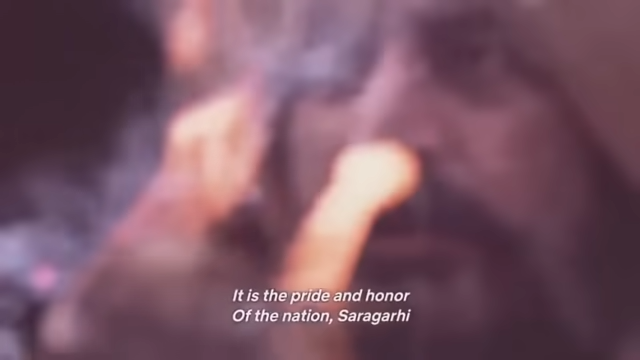 It is the pride and honor
Of the nation, Saragarhi